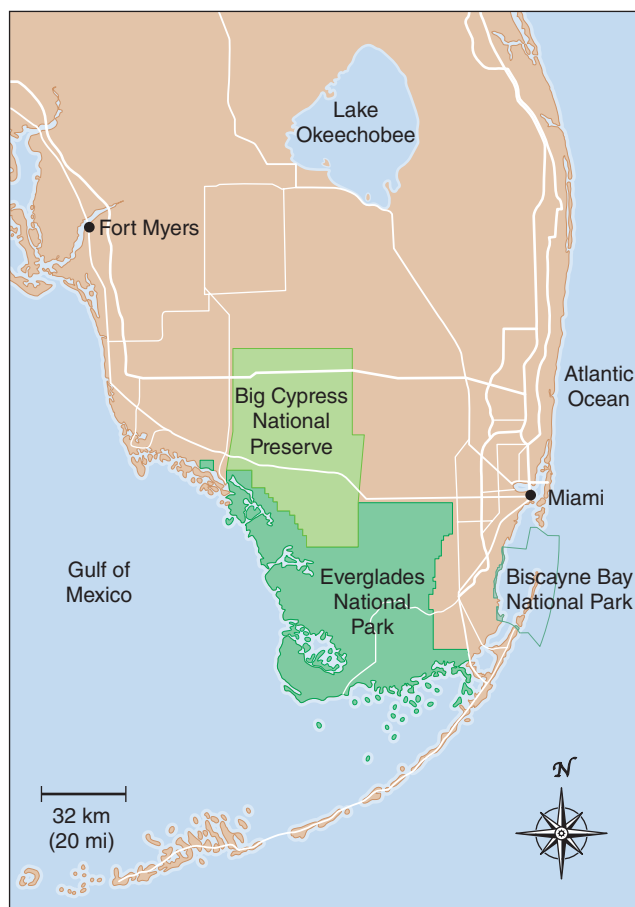 Lake
Okeechobee
Fort Myers
Atlantic
Ocean
Big Cypress
National
Preserve
Miami
Gulf of
Mexico
Everglades
National
Park
Biscayne Bay
National Park
32 km
(20 mi)
N